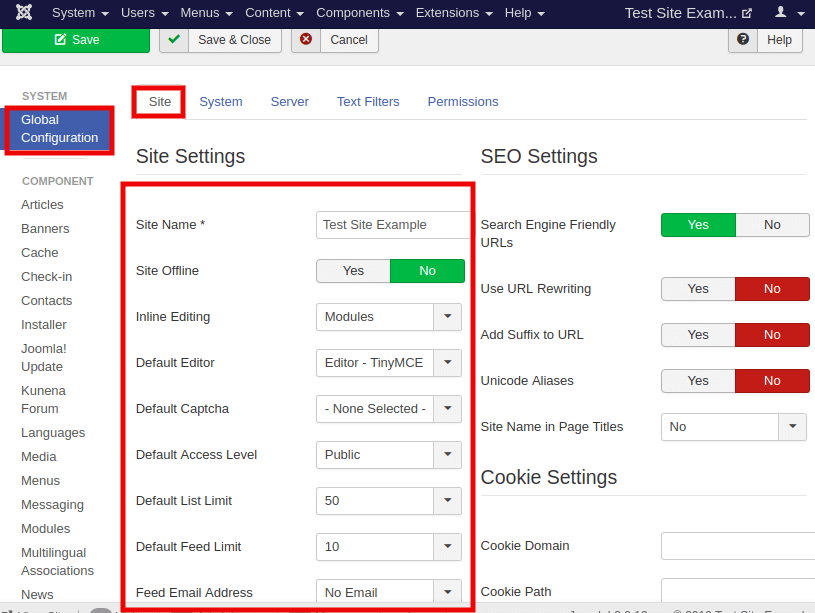 System Users Menus Content Components Extensions Help Test Site Exam...
Save Save & Close Cancel Help
SYSTEM
Global
Configuration
COMPONENT
Articles
Banners
Cache
Check-in
Contacts
Installer
Joomla!
Update
Kunena
Forum
Languages
Media
Menus
Messaging
Modules
Multilingual
Associations
News
Site System Server Text Filters Permissions
Site Settings
Site Name * Test Site Example
Site Offline Yes No
Inline Editing Modules
Default Editor Editor - TinyMCE
Default Captcha - None Selected -
Default Access Level Public
Default List Limit 50
Default Feed Limit 10
Feed Email Address No Email
SEO Settings
Search Engine Friendly Yes No
URLs
Use URL Rewriting Yes No
Add Suffix to URL Yes No
Unicode Aliases Yes No
Site Name in Page Titles No
Cookie Settings
Cookie Domain
Cookie Path